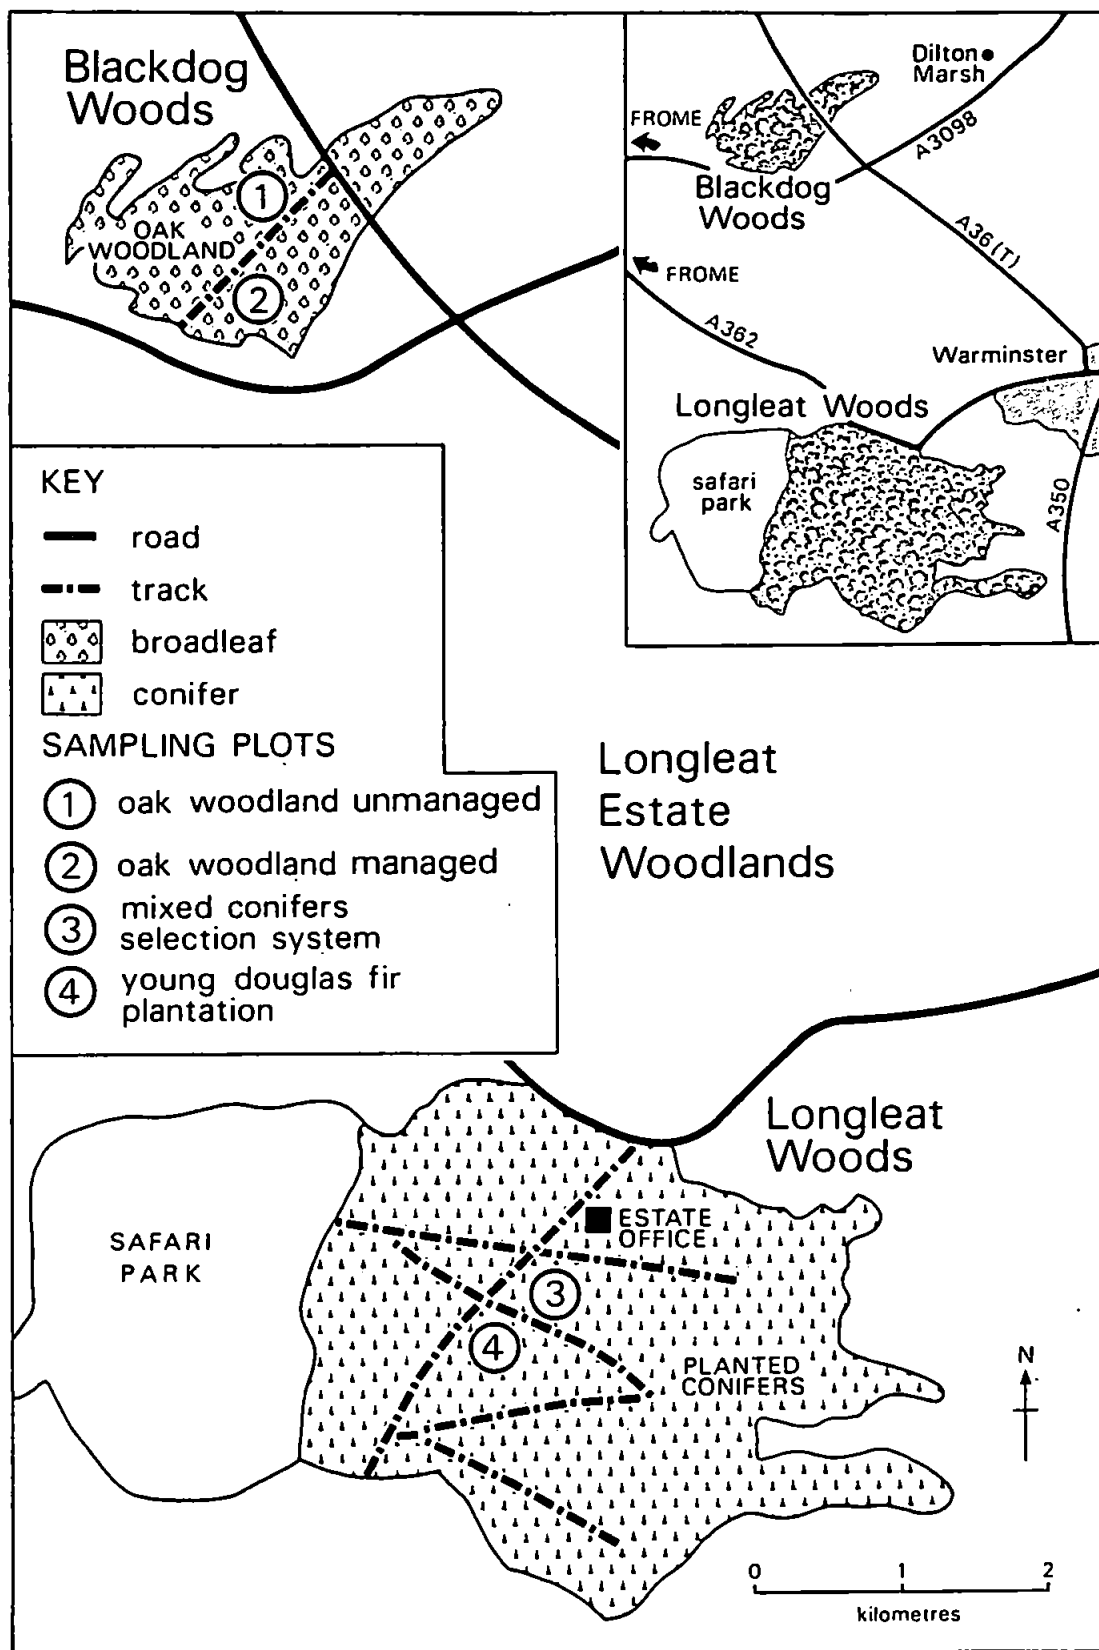 Blackdog
Woods
OAK
WOODLAND
1
2
Dilton
Marsh
FROME
A3098
Blackdog
Woods
A36(T)
FROME
A362
Warminster
Longleat Woods
safari
park
A350
KEY
road
track
broadleaf
conifer
SAMPLING PLOTS
1 oak woodland unmanaged
2 oak woodland managed
3 mixed conifers
selection system
4 young douglas fir
plantation
Longleat
Estate
Woodlands
Longleat
Woods
SAFARI
PARK
ESTATE
OFFICE
3
4
PLANTED
CONIFERS
N
0 1 2
kilometres